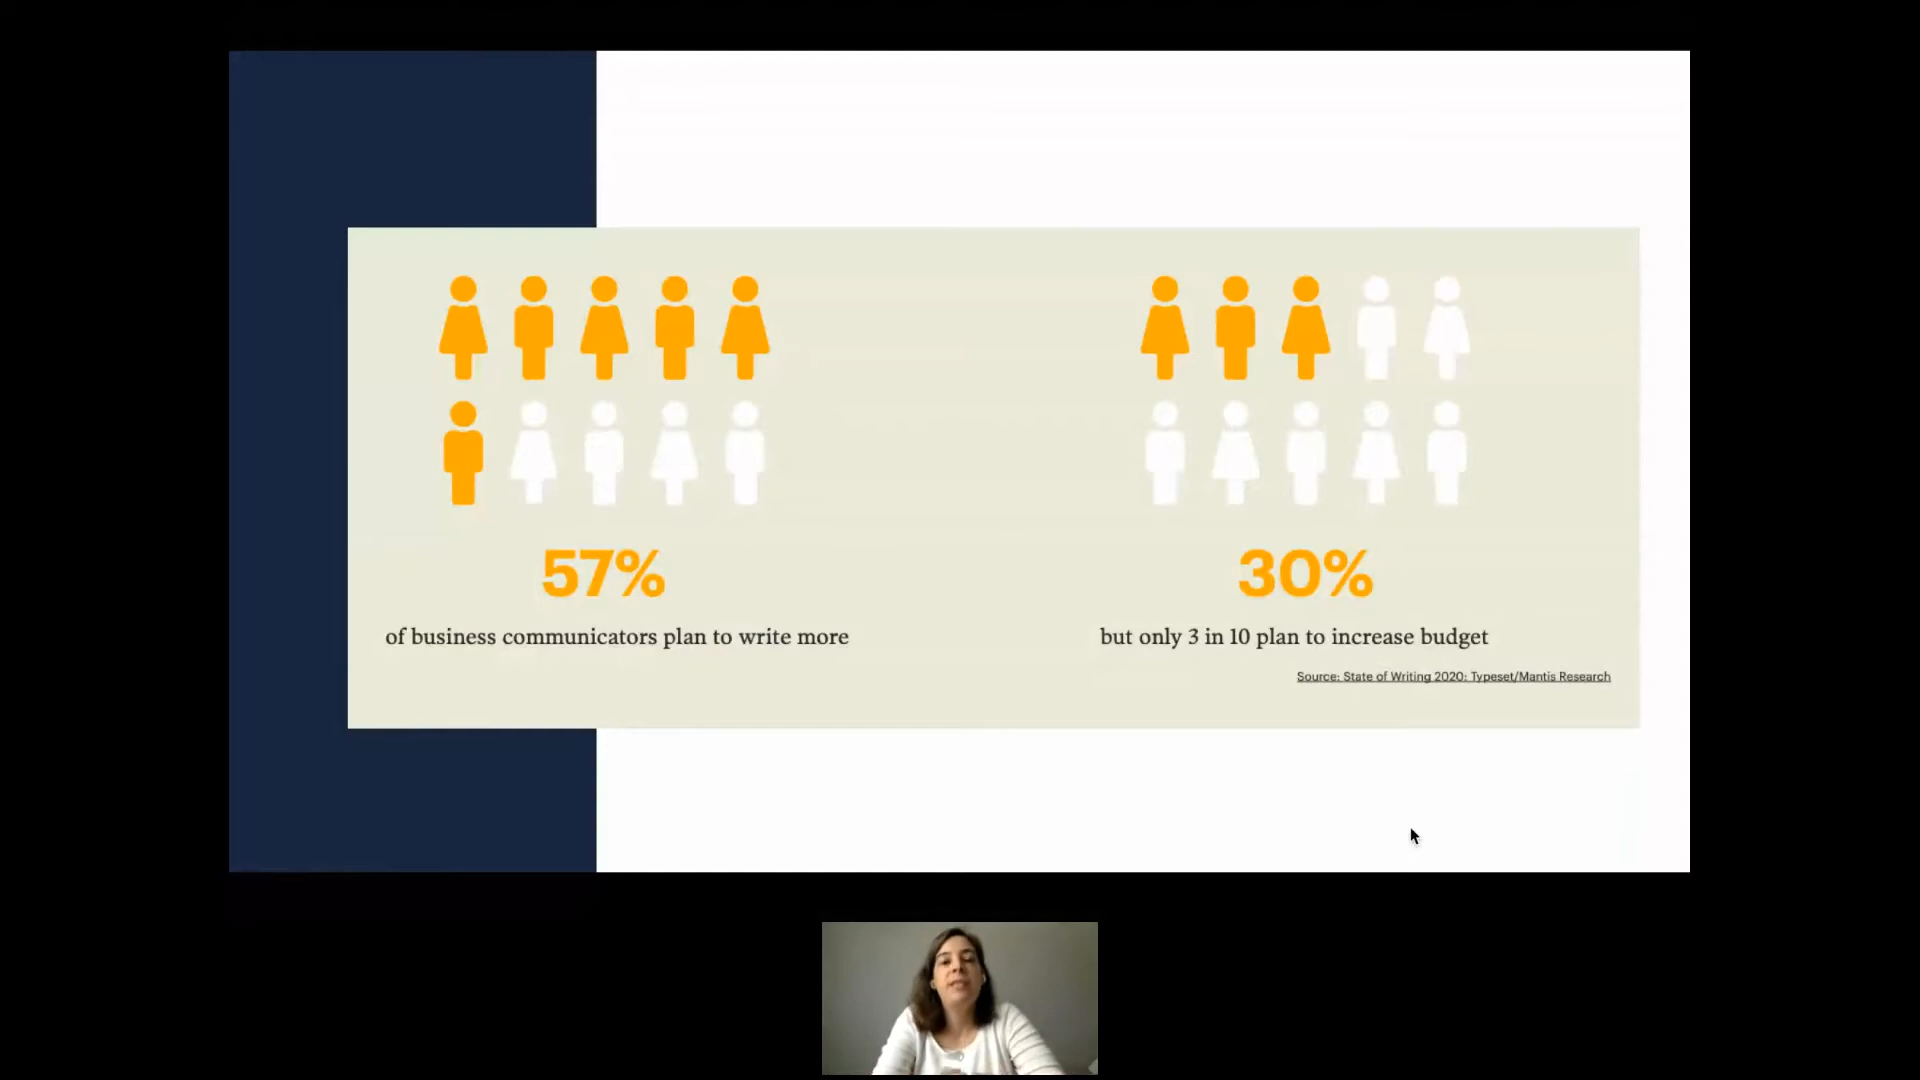 57%
of business communicators plan to write more
30%
but only 3 in 10 plan to increase budget
Source: State of Writing 2020; Typeset/Mantis Research